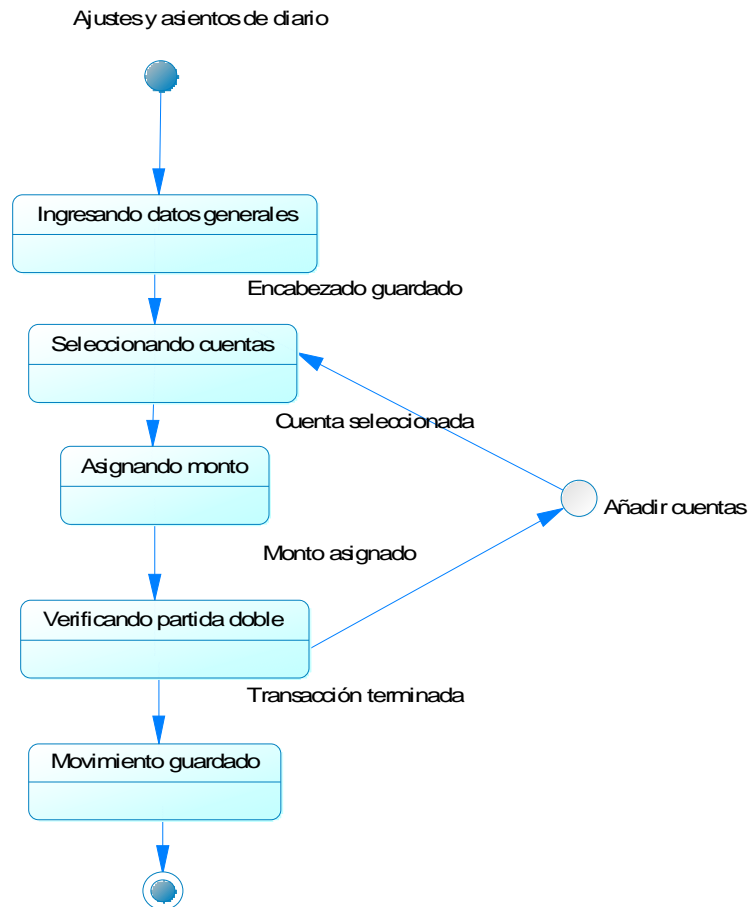 Ajustes y asientos de diario
Ingresando datos generales
Encabezado guardado
Seleccionando cuentas
Cuenta seleccionada
Asignando monto
Añadir cuentas
Monto asignado
Verificando partida doble
Transacción terminada
Movimiento guardado